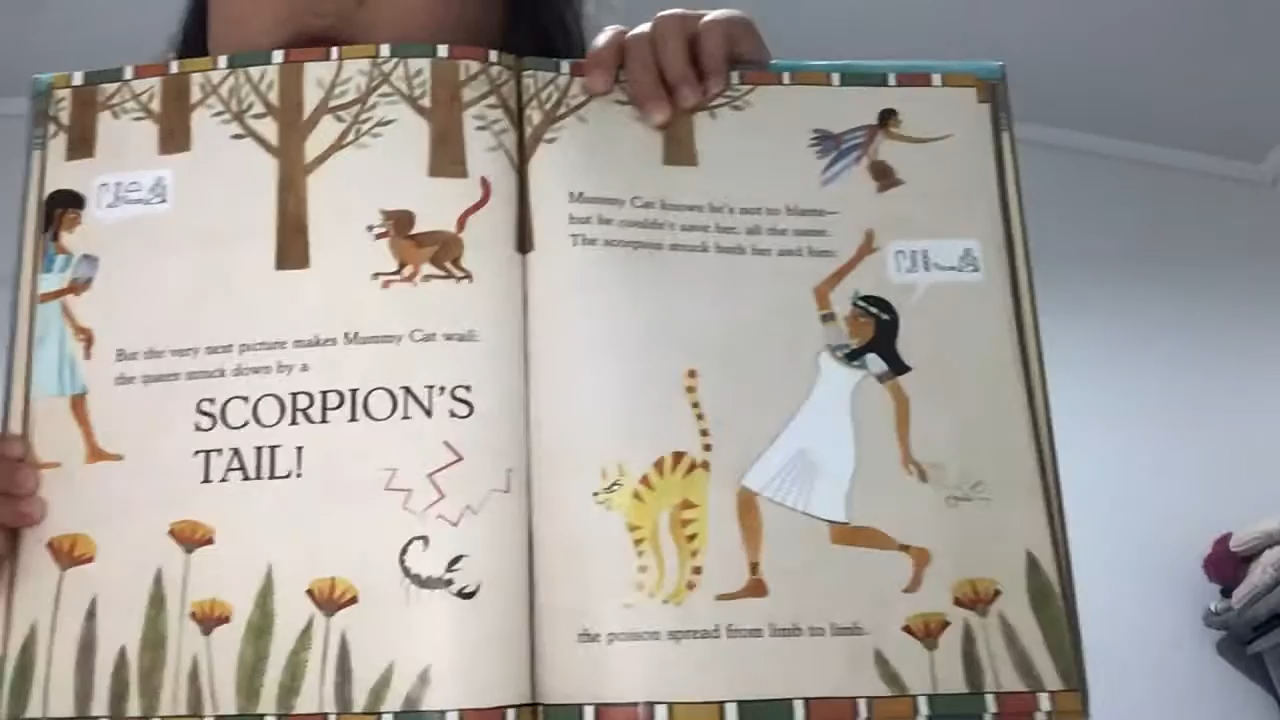 But the very next picture makes Mummy Cat wail:
the queen struck down by a
SCORPION'S
TAIL!
Mummy Cat knows he's not to blame—
but he couldn't save her, all the same.
The scorpion struck both her and him:
the poison spread from limb to limb.